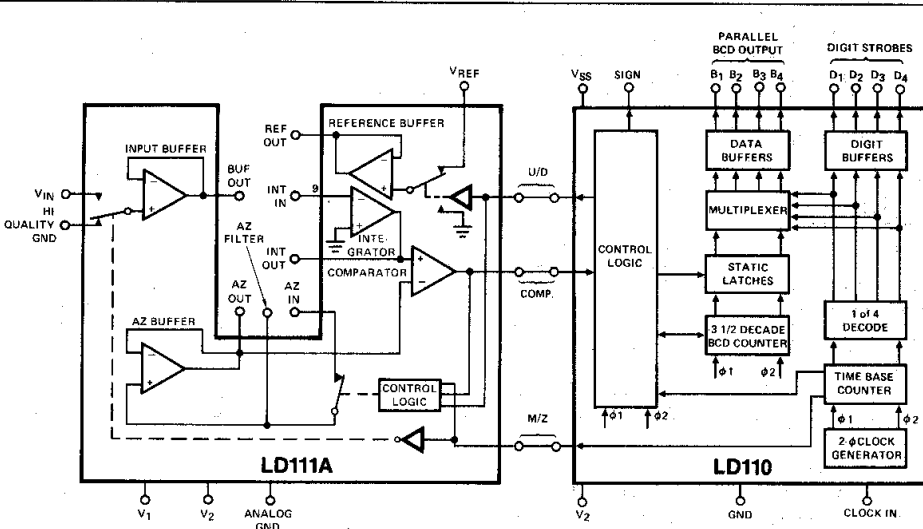 PARALLEL
BCD OUTPUT
DIGIT STROBES
VREF
VSS
SIGN
B1 B2 B3 B4
D1 D2 D3 D4
REF
OUT
REFERENCE BUFFER
INPUT BUFFER
BUF
OUT
INT
IN
9
U/D
DATA
BUFFERS
DIGIT
BUFFERS
VIN
HI
QUALITY
GND
AZ
FILTER
INTE-
GRATOR
MULTIPLEXER
INT
OUT
COMPARATOR
CONTROL
LOGIC
STATIC
LATCHES
AZ
OUT
AZ
IN
COMP.
AZ BUFFER
3 1/2 DECADE
BCD COUNTER
1 of 4
DECODE
φ1 φ2
TIME BASE
COUNTER
CONTROL
LOGIC
M/Z
φ1 φ2
φ1 φ2
2-φ CLOCK
GENERATOR
LD111A
LD110
V1
V2
ANALOG
GND
V2
GND
CLOCK IN
− + − + − + + − − +